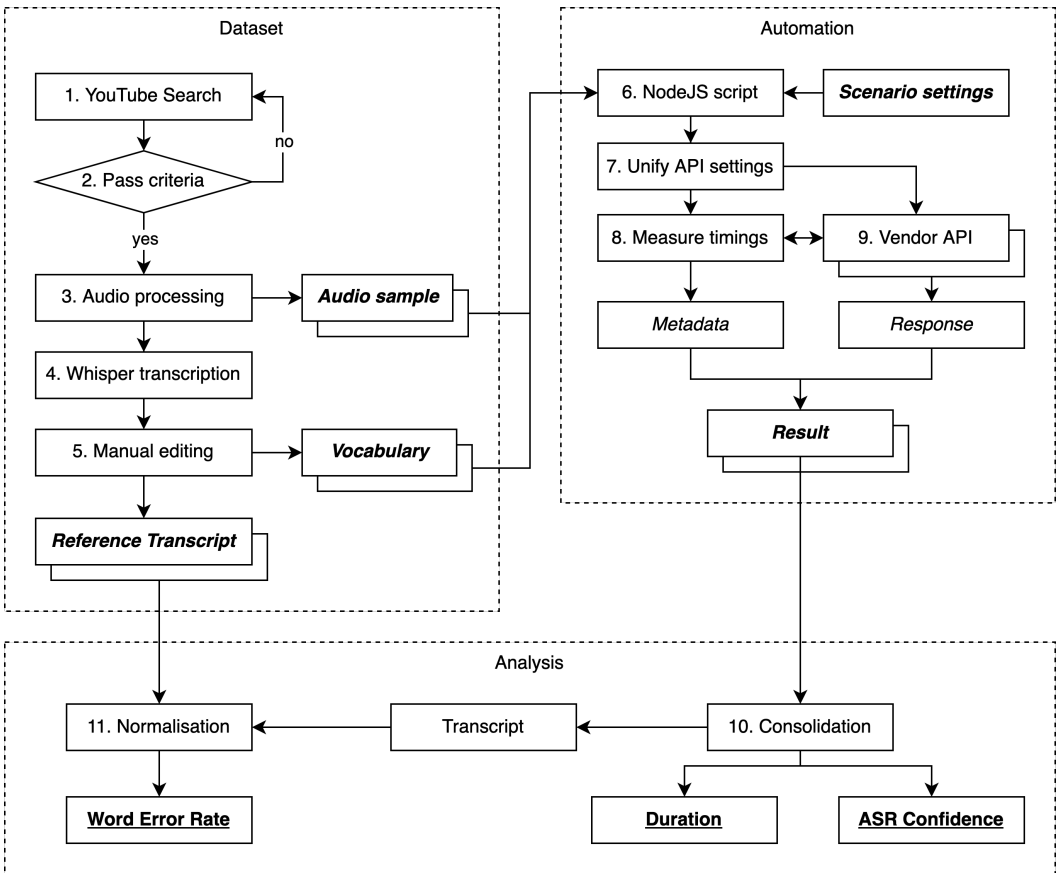 Dataset
1. YouTube Search
no
2. Pass criteria
yes
3. Audio processing
Audio sample
4. Whisper transcription
5. Manual editing
Vocabulary
Reference Transcript
Automation
6. NodeJS script
Scenario settings
7. Unify API settings
8. Measure timings
9. Vendor API
Metadata
Response
Result
Analysis
11. Normalisation
Transcript
10. Consolidation
Word Error Rate
Duration
ASR Confidence